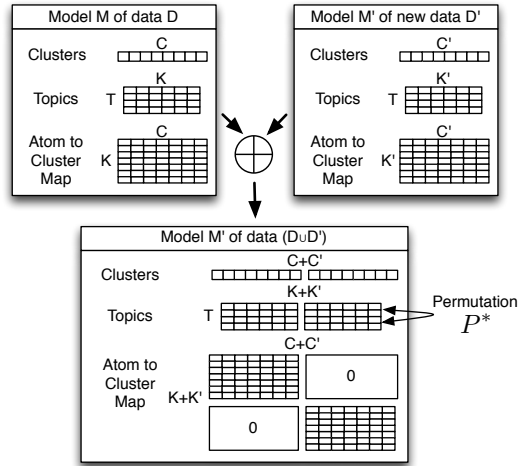 Model M of data D
C
Clusters
K
Topics T
C
Atom to
Cluster K
Map
Model M' of new data D'
C'
Clusters
K'
Topics T
C'
Atom to
Cluster K'
Map
Model M' of data (D∪D')
C+C'
Clusters
K+K'
Topics T
C+C'
Atom to
Cluster
Map K+K'
0
0
Permutation
P*